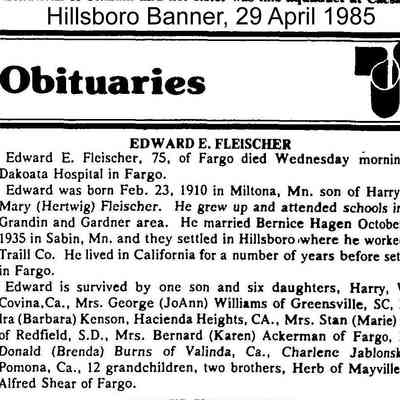 Hillsboro Banner, 29 April 1985
Obituaries
EDWARD E. FLEISCHER
Edward E. Fleischer, 75, of Fargo died Wednesday mornin
Dakoata Hospital in Fargo.
Edward was born Feb. 23, 1910 in Miltona, Mn. son of Harry
Mary (Hertwig) Fleischer. He grew up and attended schools i
Grandin and Gardner area. He married Bernice Hagen Octobe
1935 in Sabin, Mn. and they settled in Hillsboro where he worke
Traill Co. He lived in California for a number of years before set
in Fargo.
Edward is survived by one son and six daughters, Harry,
Covina,Ca., Mrs. George (JoAnn) Williams of Greensville, SC,
Ira (Barbara) Kenson, Hacienda Heights, CA., Mrs. Stan (Marie)
of Redfield, S.D., Mrs. Bernard (Karen) Ackerman of Fargo,
Donald (Brenda) Burns of Valinda, Ca., Charlene Jablonsk
Pomona, Ca., 12 grandchildren, two brothers, Herb of Mayville
Alfred Shear of Fargo.